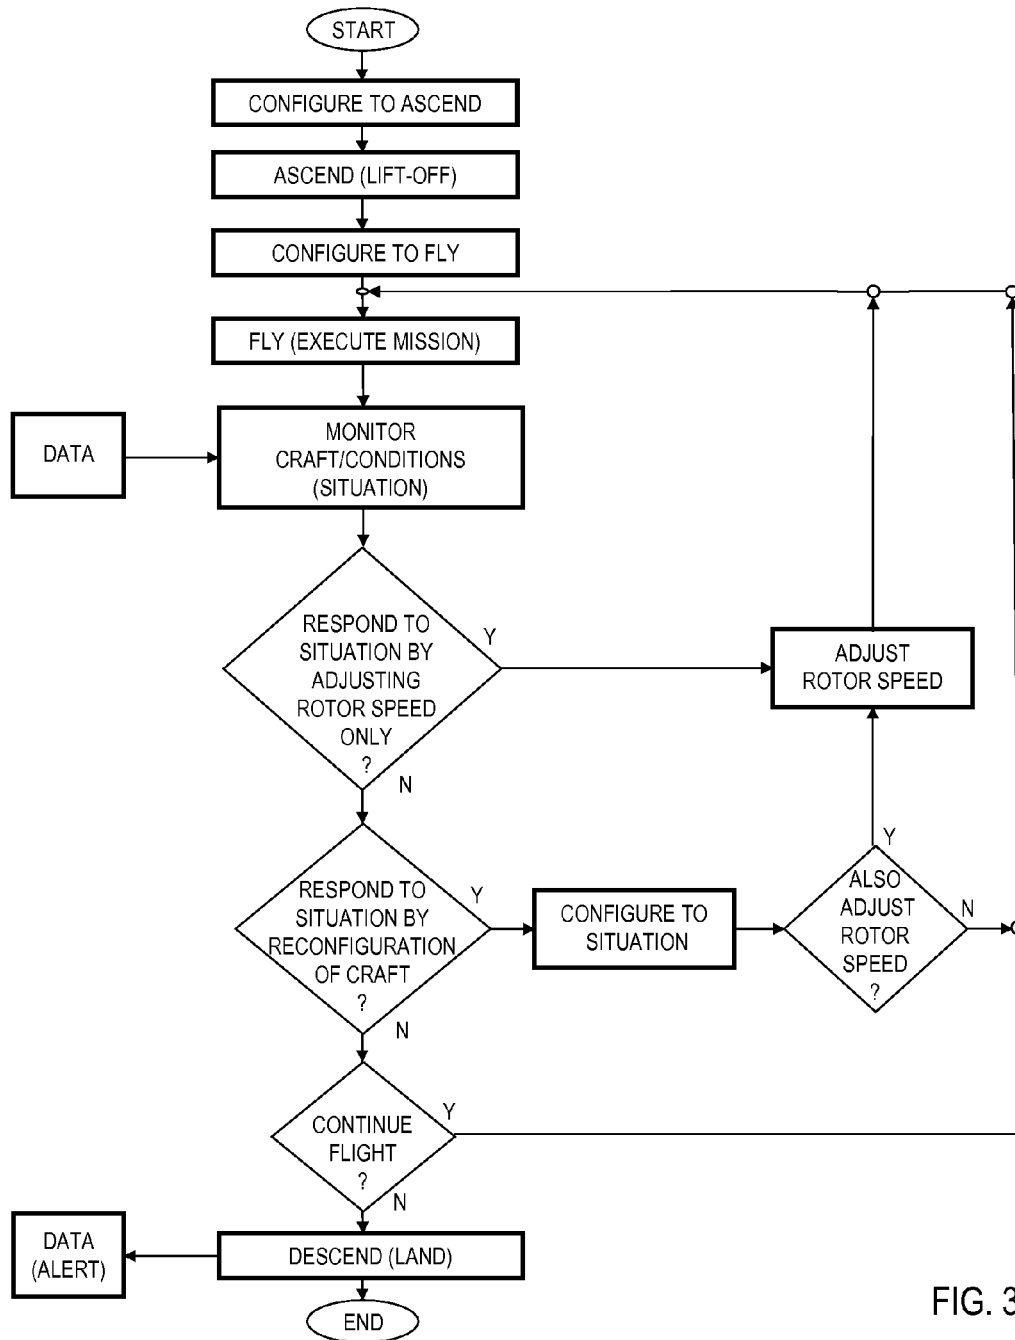 START
CONFIGURE TO ASCEND
ASCEND (LIFT-OFF)
CONFIGURE TO FLY
FLY (EXECUTE MISSION)
DATA
MONITOR
CRAFT/CONDITIONS
(SITUATION)
RESPOND TO
SITUATION BY
ADJUSTING
ROTOR SPEED
ONLY
?
Y
N
ADJUST
ROTOR SPEED
RESPOND TO
SITUATION BY
RECONFIGURATION
OF CRAFT
?
Y
N
CONFIGURE TO
SITUATION
ALSO
ADJUST
ROTOR
SPEED
?
Y
N
CONTINUE
FLIGHT
?
Y
N
DATA
(ALERT)
DESCEND (LAND)
END
FIG. 3